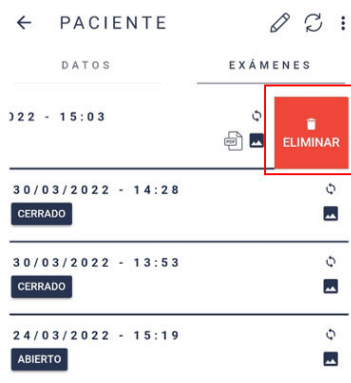 PACIENTE
DATOS EXÁMENES
022 - 15:03
PDF
ELIMINAR
30/03/2022 - 14:28
CERRADO
30/03/2022 - 13:53
CERRADO
24/03/2022 - 15:19
ABIERTO